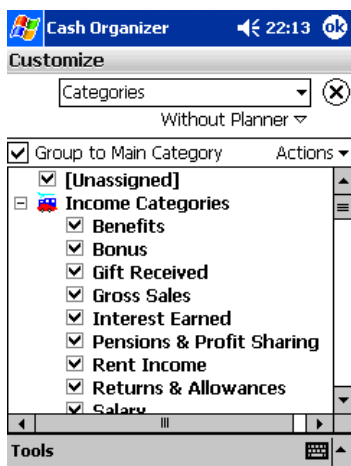 Cash Organizer 22:13 ok
Customize
Categories
Without Planner
Group to Main Category Actions
[Unassigned]
Income Categories
Benefits
Bonus
Gift Received
Gross Sales
Interest Earned
Pensions & Profit Sharing
Rent Income
Returns & Allowances
Salary
Tools